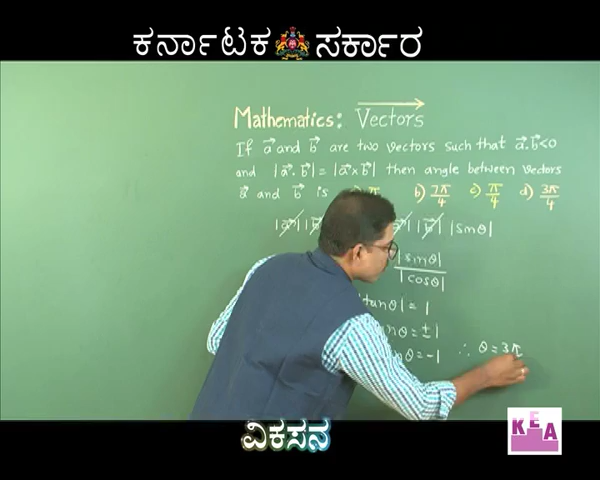 ಕರ್ನಾಟಕ ಸರ್ಕಾರ
Mathematics: Vectors
If a⃗ and b⃗ are two vectors such that a⃗.b⃗<0
and |a⃗.b⃗| = |a⃗×b⃗| then angle between vectors
a⃗ and b⃗ is b) 7π/4 c) π/4 d) 3π/4
|a⃗| |b⃗| |sinθ|
|sinθ|/|cosθ|
|tanθ| = 1
θ = ±1
θ = -1 ∴ θ = 3π
ವಿಕಸನ
KEA